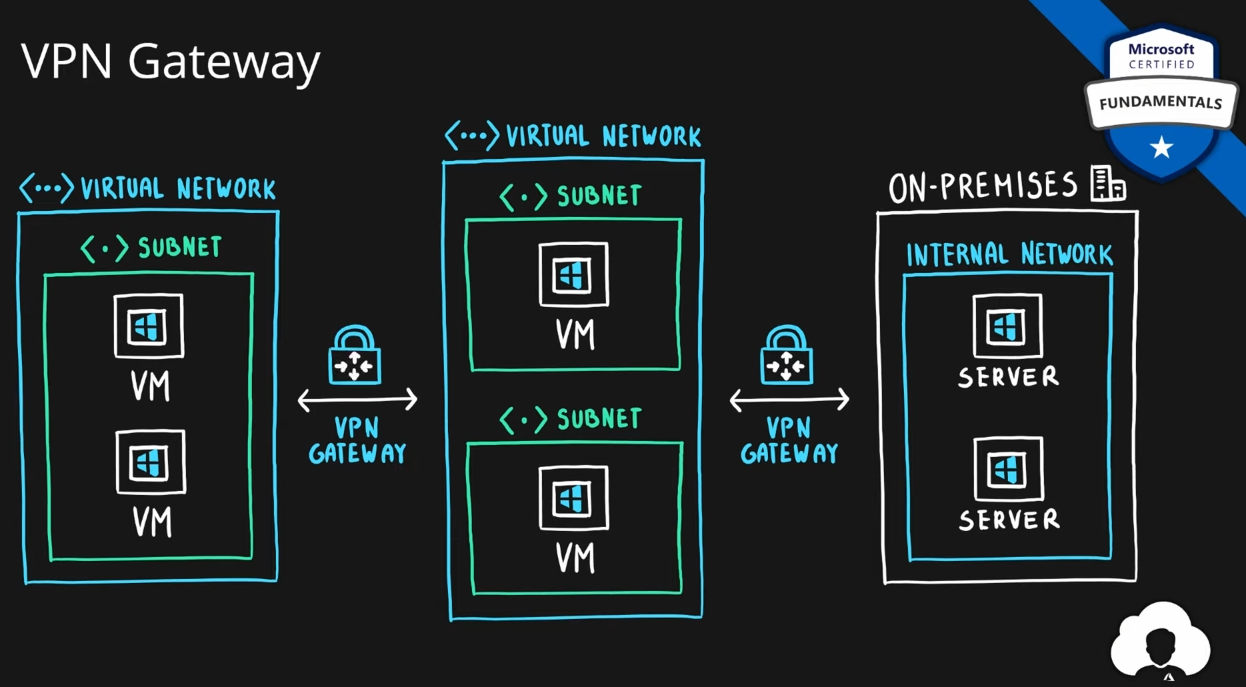 VPN Gateway
Microsoft
CERTIFIED
FUNDAMENTALS
<···> VIRTUAL NETWORK
<·> SUBNET
VM
VM
VPN
GATEWAY
<···> VIRTUAL NETWORK
<·> SUBNET
VM
<·> SUBNET
VM
VPN
GATEWAY
ON-PREMISES
INTERNAL NETWORK
SERVER
SERVER